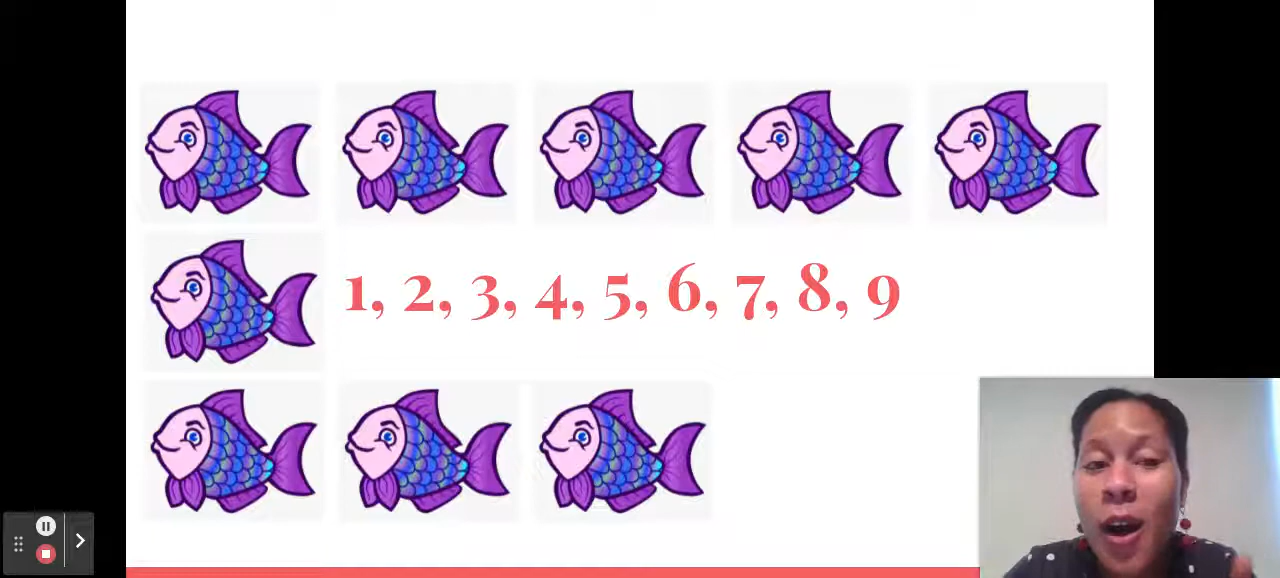 1, 2, 3, 4, 5, 6, 7, 8, 9